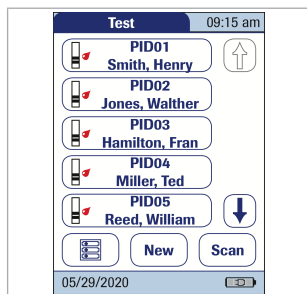 Test 09:15 am
PID01
Smith, Henry
PID02
Jones, Walther
PID03
Hamilton, Fran
PID04
Miller, Ted
PID05
Reed, William
New Scan
05/29/2020